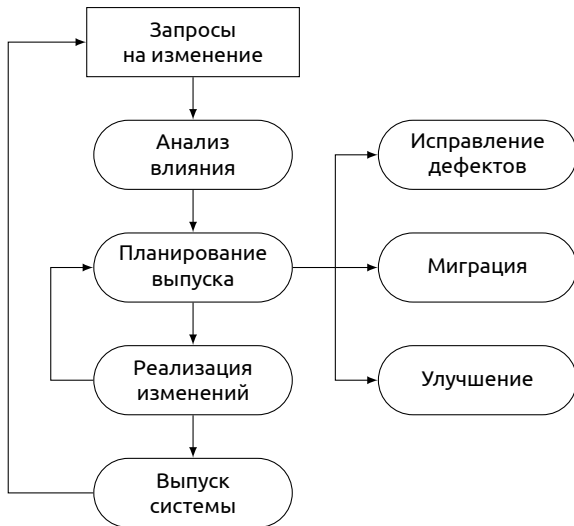 Запросы
на изменение
Анализ
влияния
Исправление
дефектов
Планирование
выпуска
Миграция
Реализация
изменений
Улучшение
Выпуск
системы